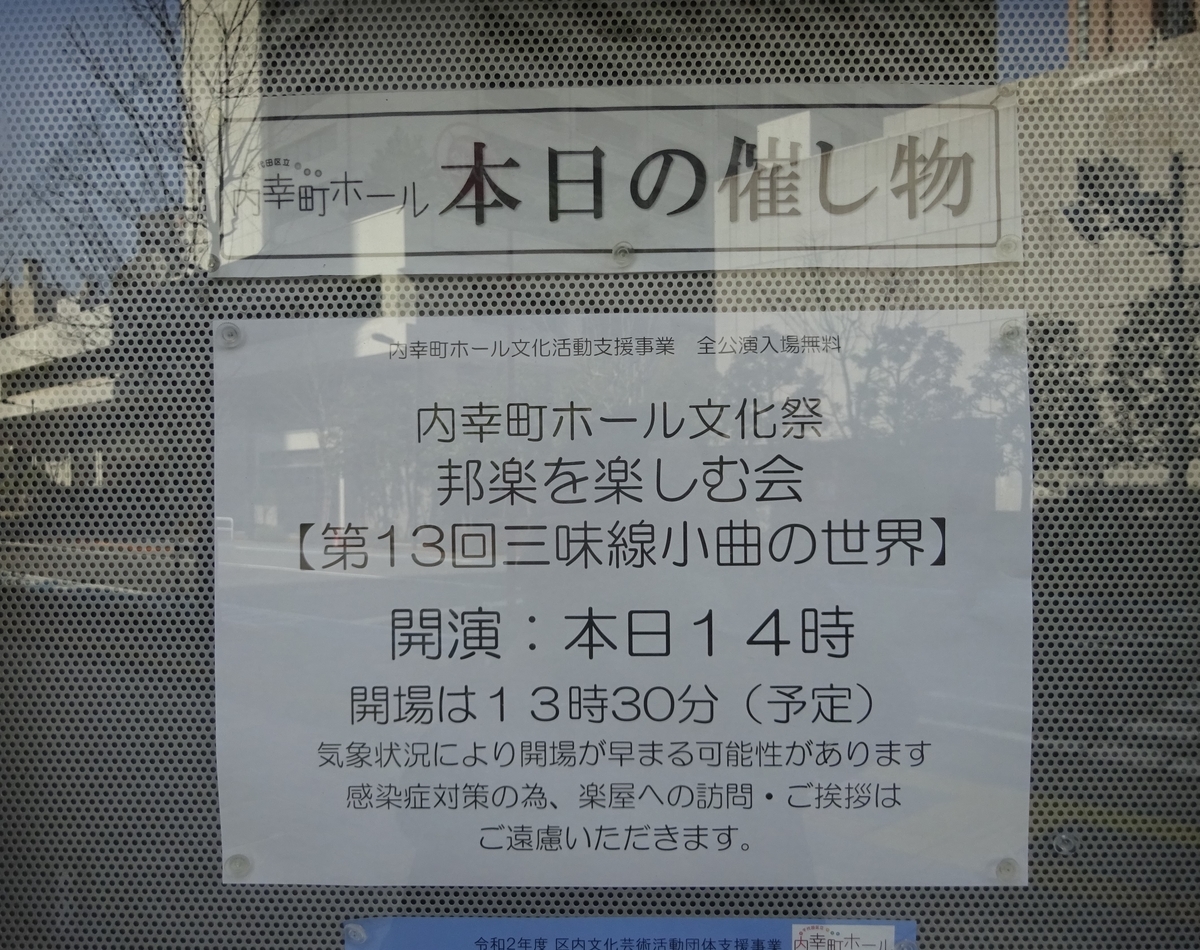 内幸町ホール 本日の催し物
内幸町ホール文化活動支援事業 全公演入場無料
内幸町ホール文化祭
邦楽を楽しむ会
【第13回三味線小曲の世界】
開演：本日１４時
開場は１３時30分（予定）
気象状況により開場が早まる可能性があります
感染症対策の為、楽屋への訪問・ご挨拶は
ご遠慮いただきます。
令和2年度 区内文化芸術活動団体支援事業 内幸町ホール